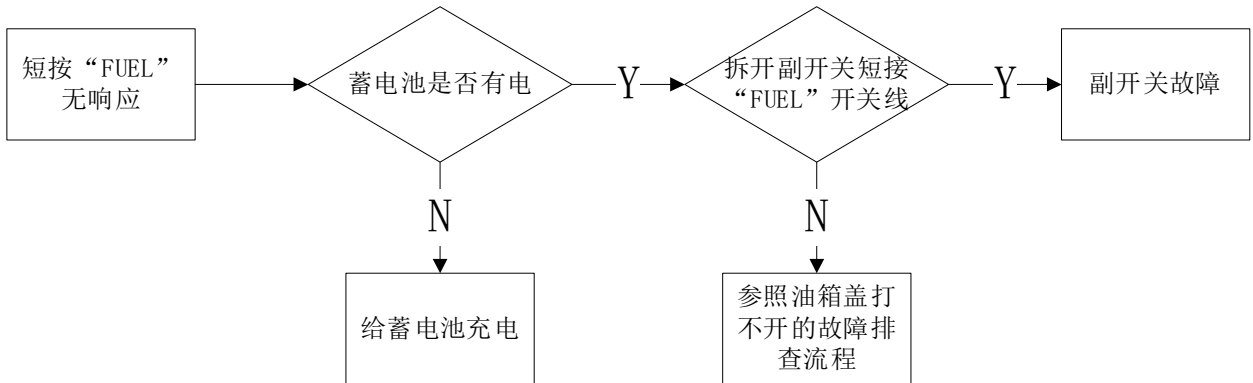 短按“FUEL”
无响应
蓄电池是否有电
Y
拆开副开关短接
“FUEL”开关线
Y
副开关故障
N
N
给蓄电池充电
参照油箱盖打
不开的故障排
查流程